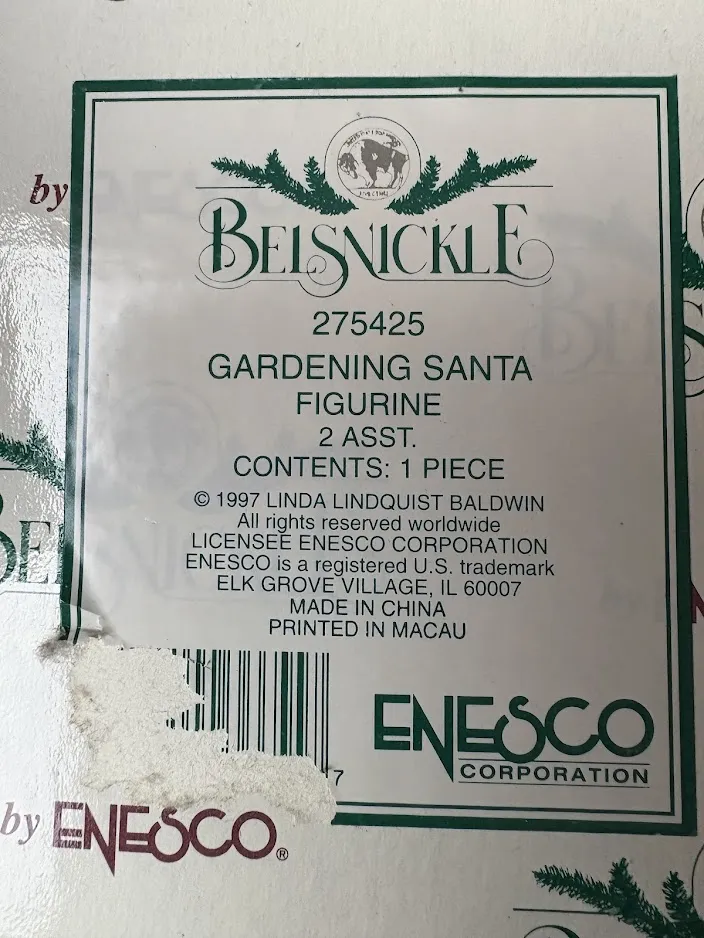 by
BELSNICKLE
275425
GARDENING SANTA
FIGURINE
2 ASST.
CONTENTS: 1 PIECE
© 1997 LINDA LINDQUIST BALDWIN
All rights reserved worldwide
LICENSEE ENESCO CORPORATION
ENESCO is a registered U.S. trademark
ELK GROVE VILLAGE, IL 60007
MADE IN CHINA
PRINTED IN MACAU
ENESCO
CORPORATION
7
by ENESCO®